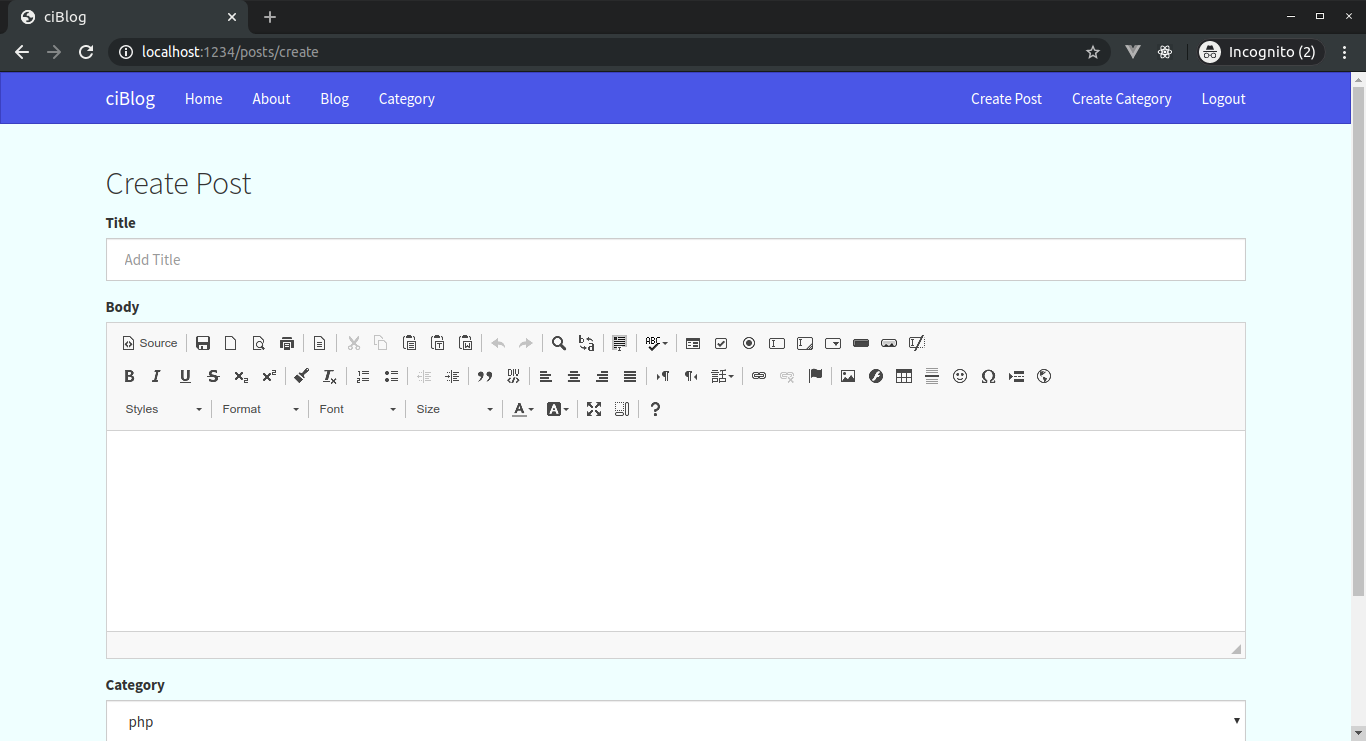 ciBlog
localhost:1234/posts/create
Incognito (2)
ciBlog Home About Blog Category Create Post Create Category Logout
Create Post
Title
Add Title
Body
Source
Styles Format Font Size
Category
php